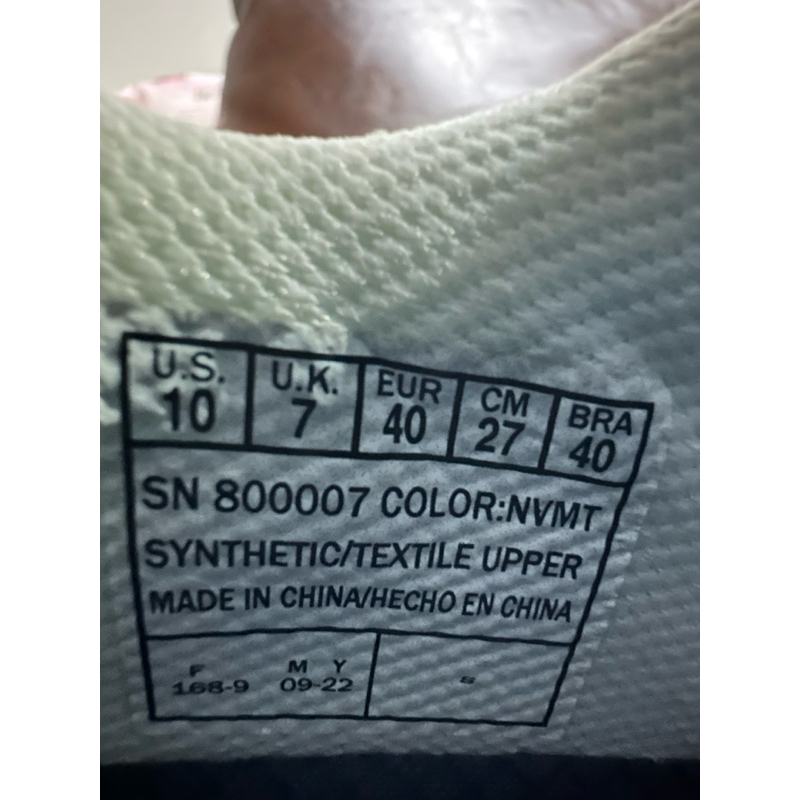 U.S. U.K. EUR CM BRA
10 7 40 27 40
SN 800007 COLOR:NVMT
SYNTHETIC/TEXTILE UPPER
MADE IN CHINA/HECHO EN CHINA
F M Y
168-9 09-22